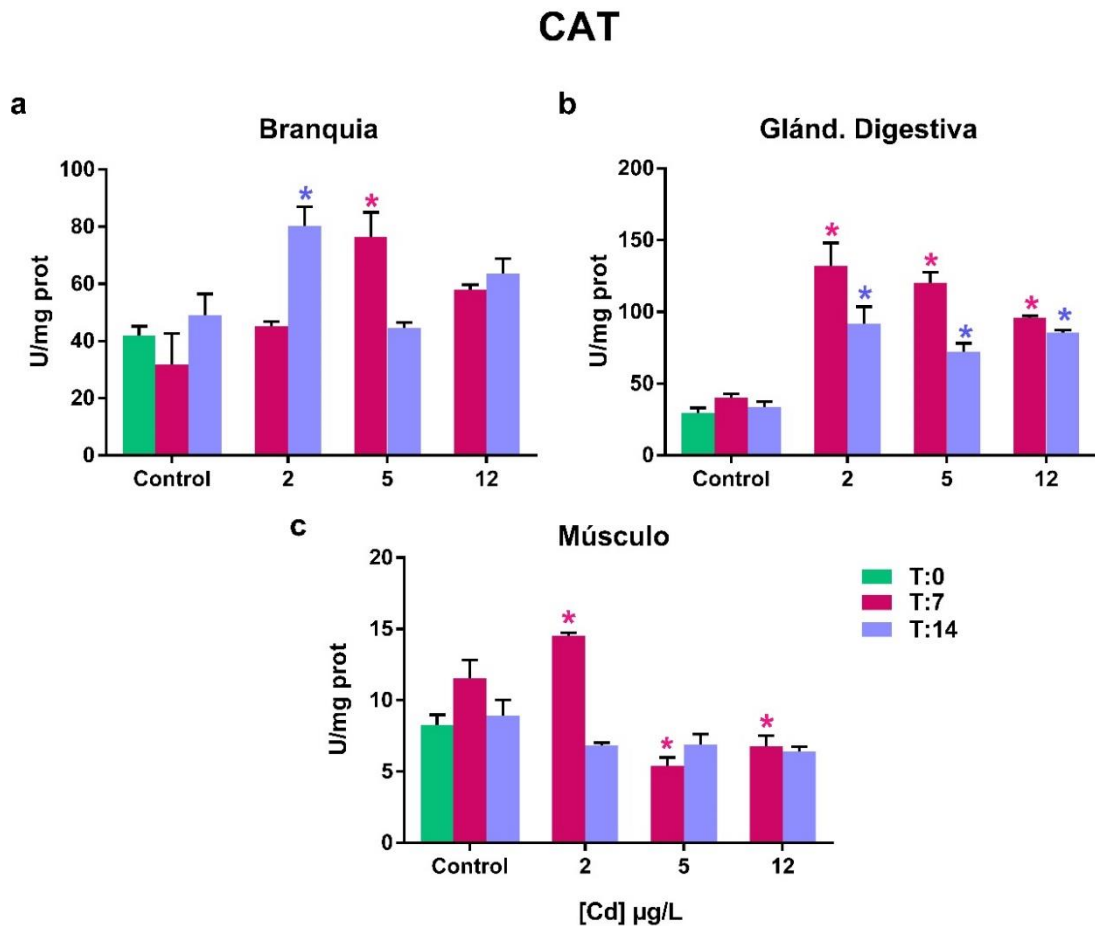 CAT
a
Branquia
U/mg prot
100
80
60
40
20
0
Control 2 5 12
*
*
b
Gládn. Digestiva
U/mg prot
200
150
100
50
0
Control 2 5 12
*
*
*
*
*
*
c
Músculo
U/mg prot
20
15
10
5
0
Control 2 5 12
*
*
*
[Cd] µg/L
T:0
T:7
T:14